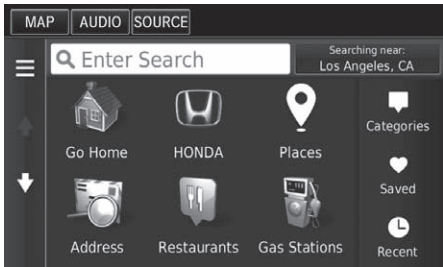 MAP AUDIO SOURCE
Enter Search
Searching near:
Los Angeles, CA
Go Home HONDA Places
Categories
Saved
Address Restaurants Gas Stations
Recent